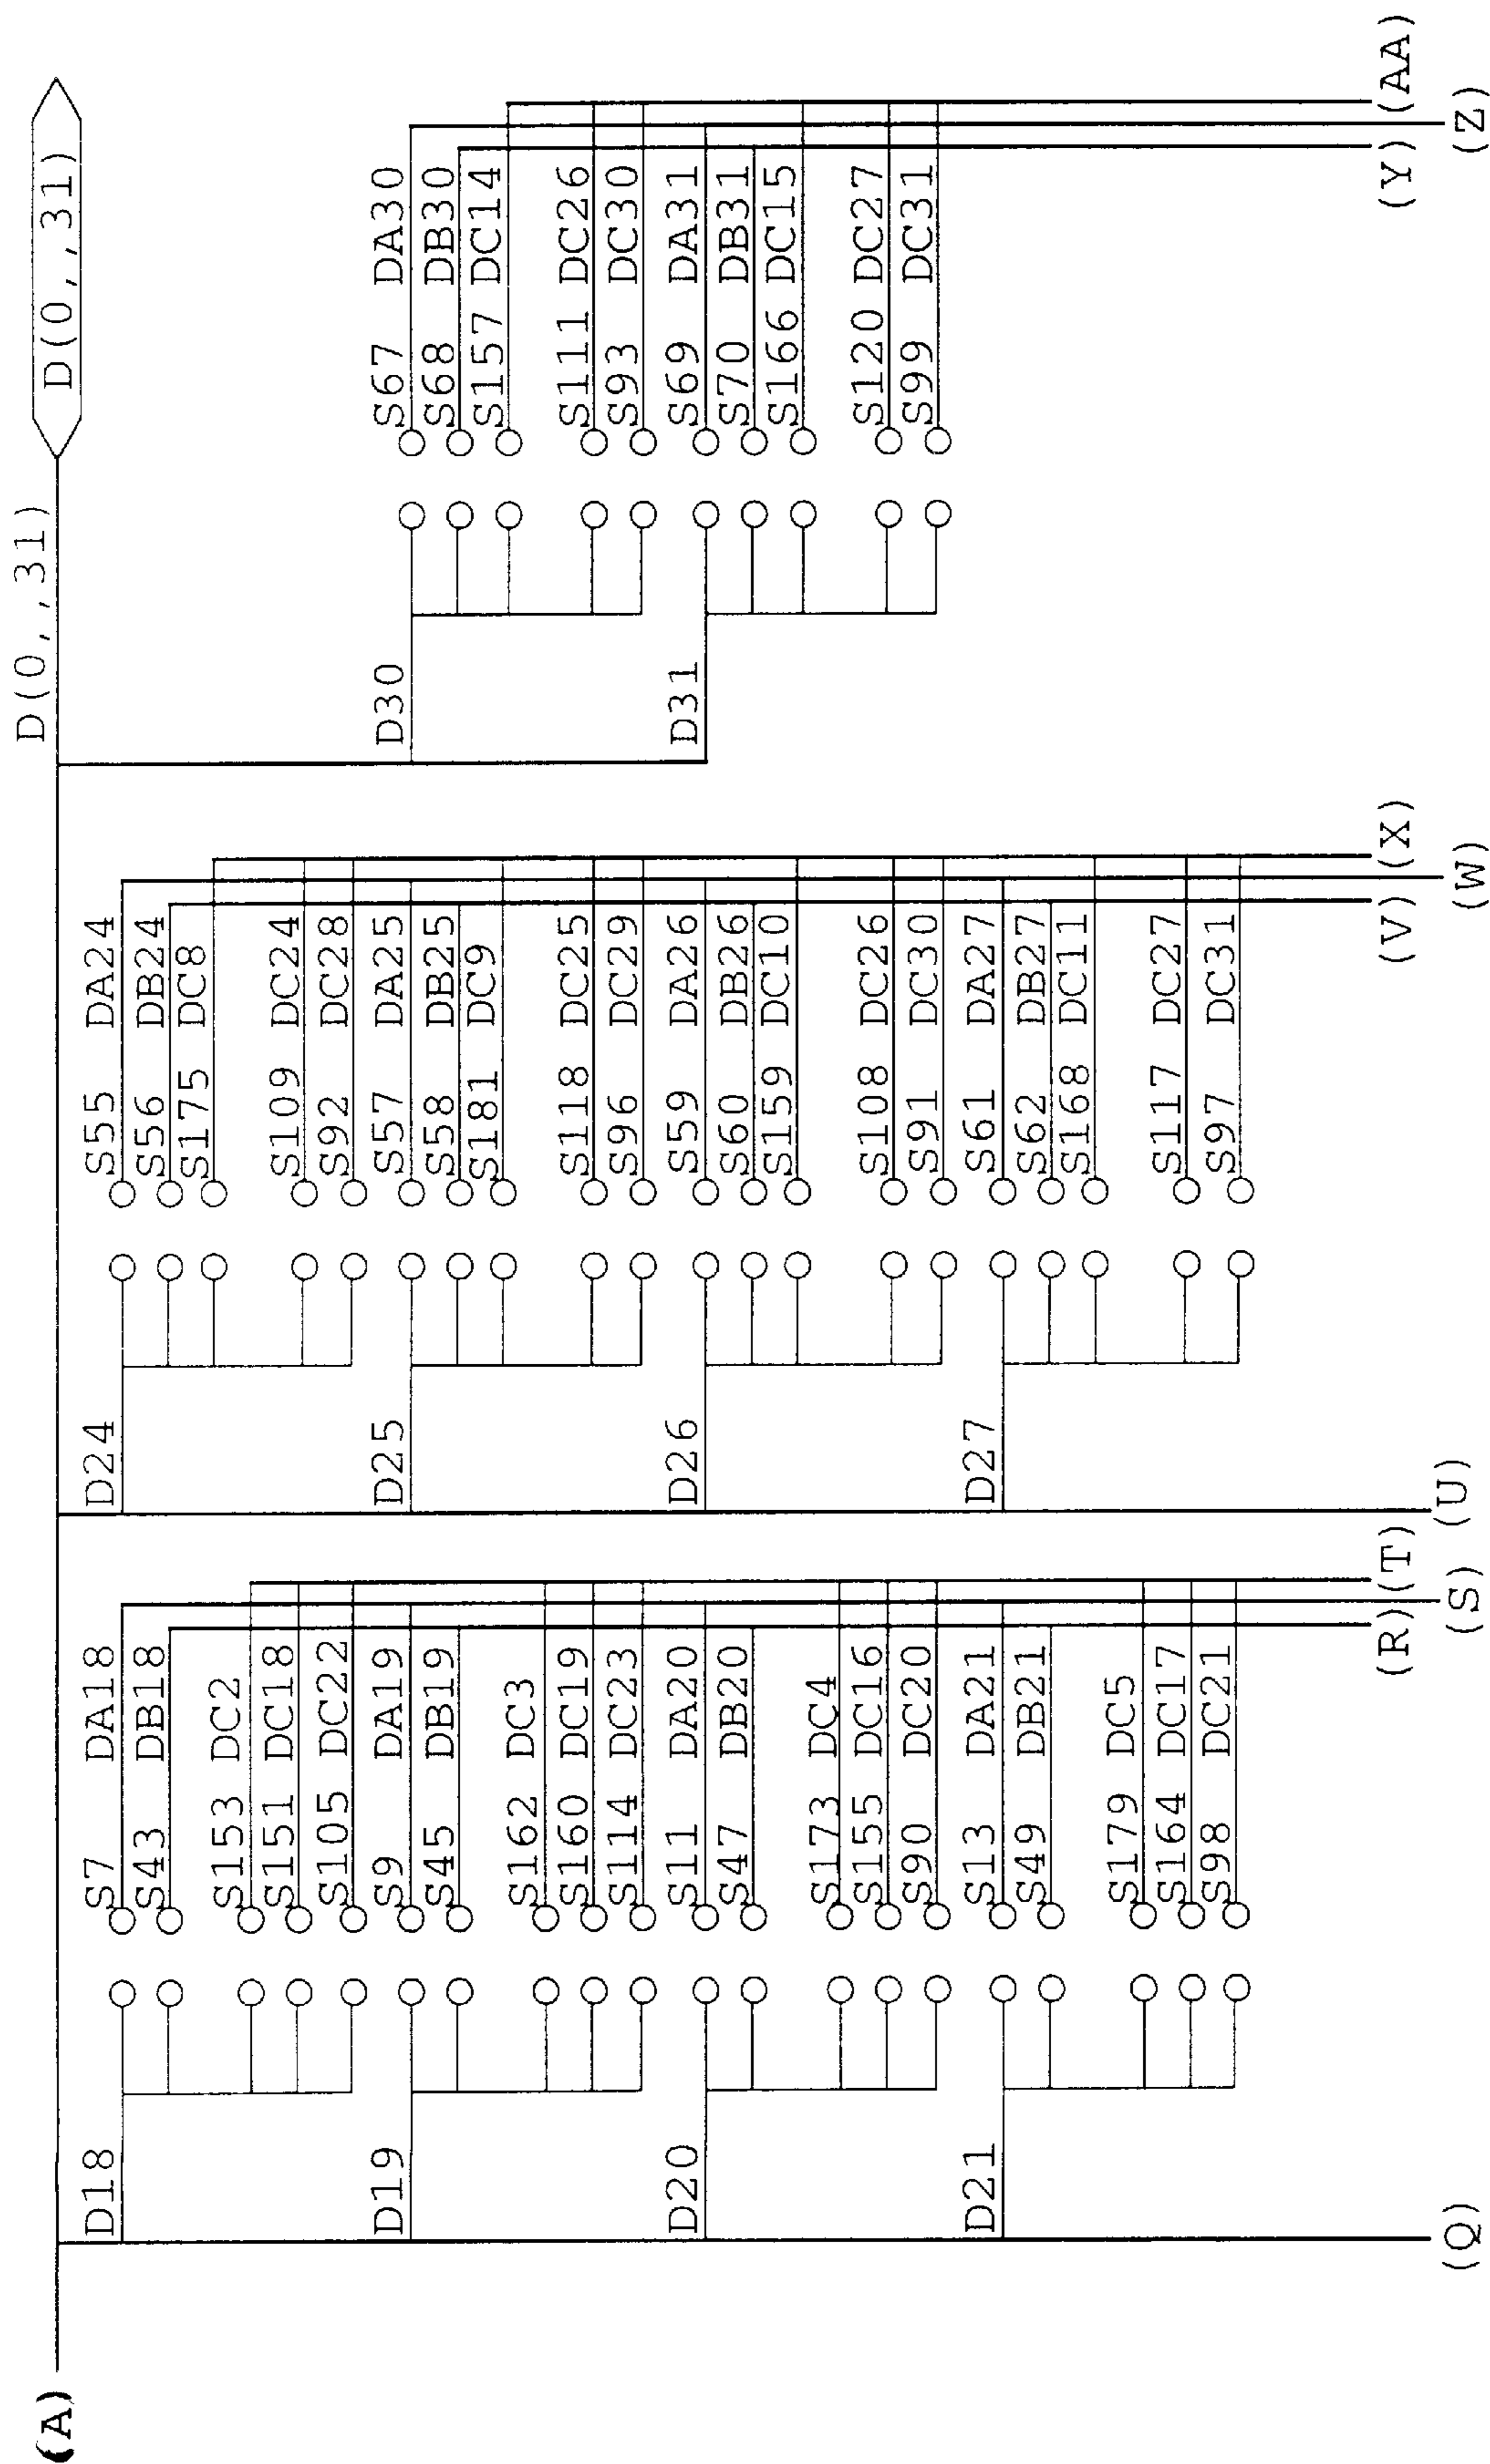 (A)
D(0,,31)
D(0,,31)
D18
S7 DA18
S43 DB18
S153 DC2
S151 DC18
S105 DC22
D19
S9 DA19
S45 DB19
S162 DC3
S160 DC19
S114 DC23
D20
S11 DA20
S47 DB20
S173 DC4
S155 DC16
S90 DC20
D21
S13 DA21
S49 DB21
S179 DC5
S164 DC17
S98 DC21
(Q)
(R)
(S)
(T)
D24
S55 DA24
S56 DB24
S175 DC8
S109 DC24
S92 DC28
D25
S57 DA25
S58 DB25
S181 DC9
S118 DC25
S96 DC29
D26
S59 DA26
S60 DB26
S159 DC10
S108 DC26
S91 DC30
D27
S61 DA27
S62 DB27
S168 DC11
S117 DC27
S97 DC31
(U)
(V)
(W)
(X)
D30
S67 DA30
S68 DB30
S157 DC14
S111 DC26
S93 DC30
D31
S69 DA31
S70 DB31
S166 DC15
S120 DC27
S99 DC31
(Y)
(Z)
(AA)